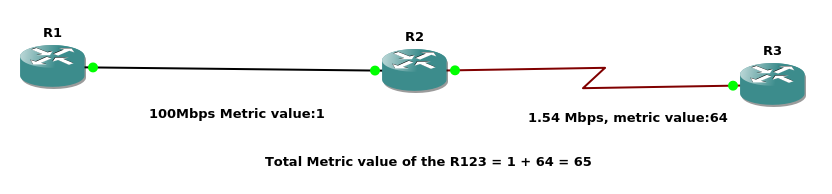 R1
R2
R3
100Mbps Metric value:1
1.54 Mbps, metric value:64
Total Metric value of the R123 = 1 + 64 = 65